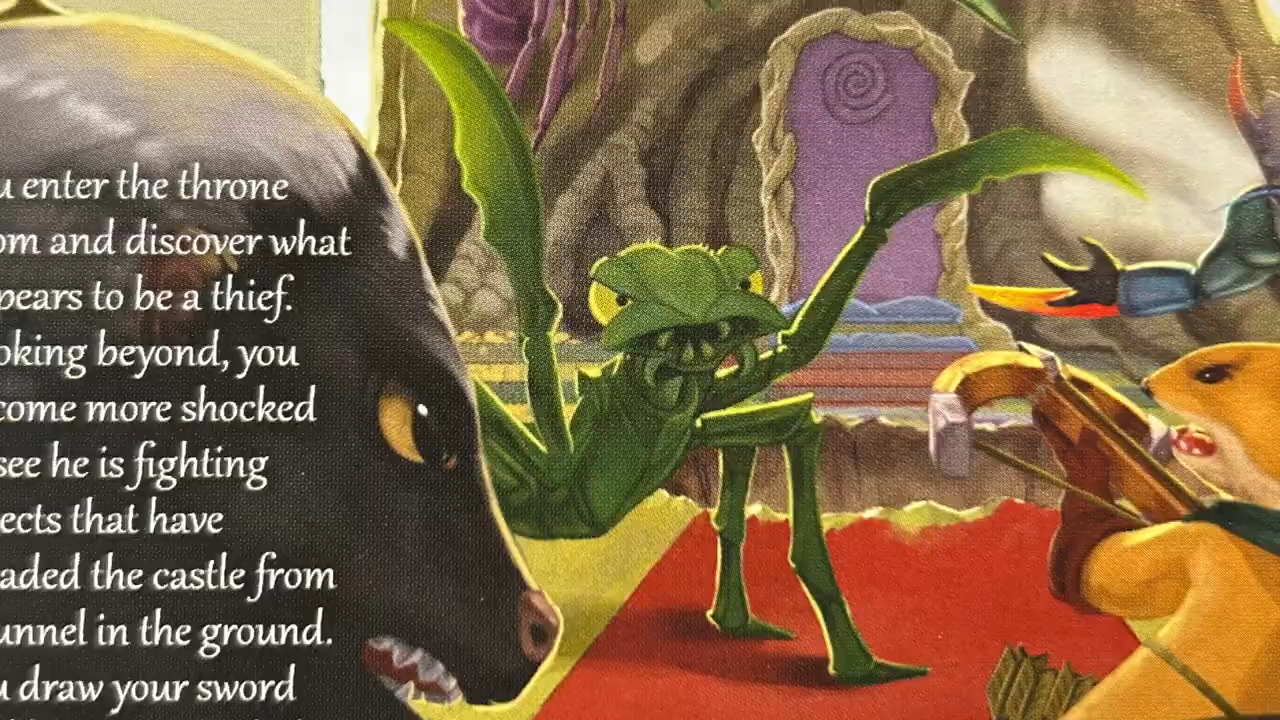 u enter the throne
om and discover what
pears to be a thief.
oking beyond, you
come more shocked
see he is fighting
ects that have
aded the castle from
unnel in the ground.
u draw your sword